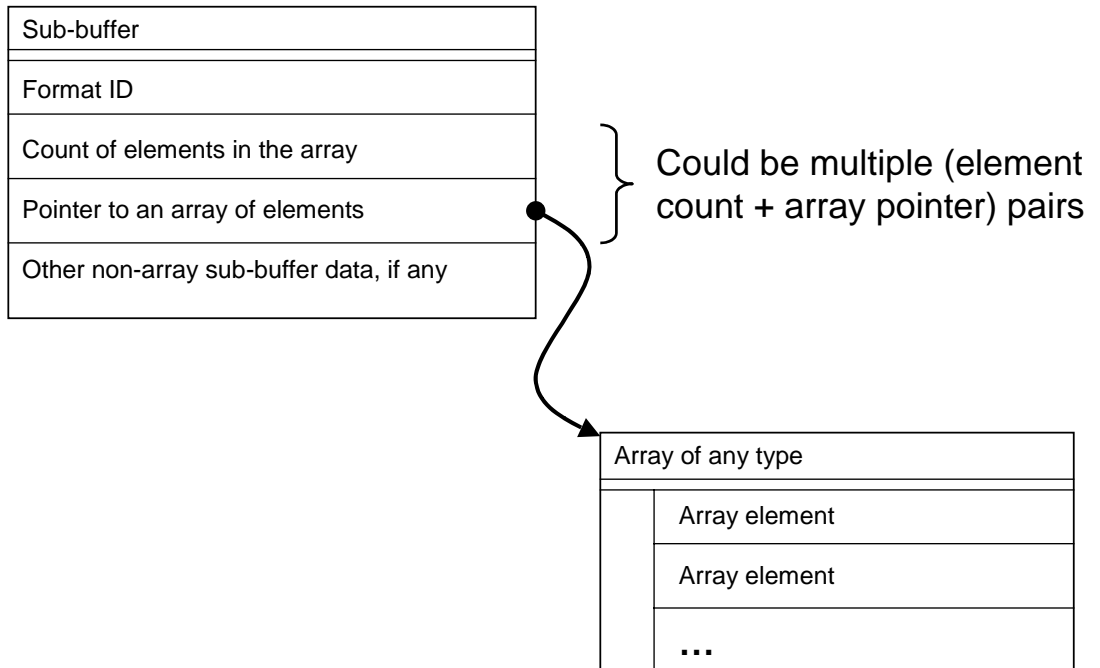 Sub-buffer
Format ID
Count of elements in the array
Pointer to an array of elements
Other non-array sub-buffer data, if any
Could be multiple (element
count + array pointer) pairs
Array of any type
Array element
Array element
...